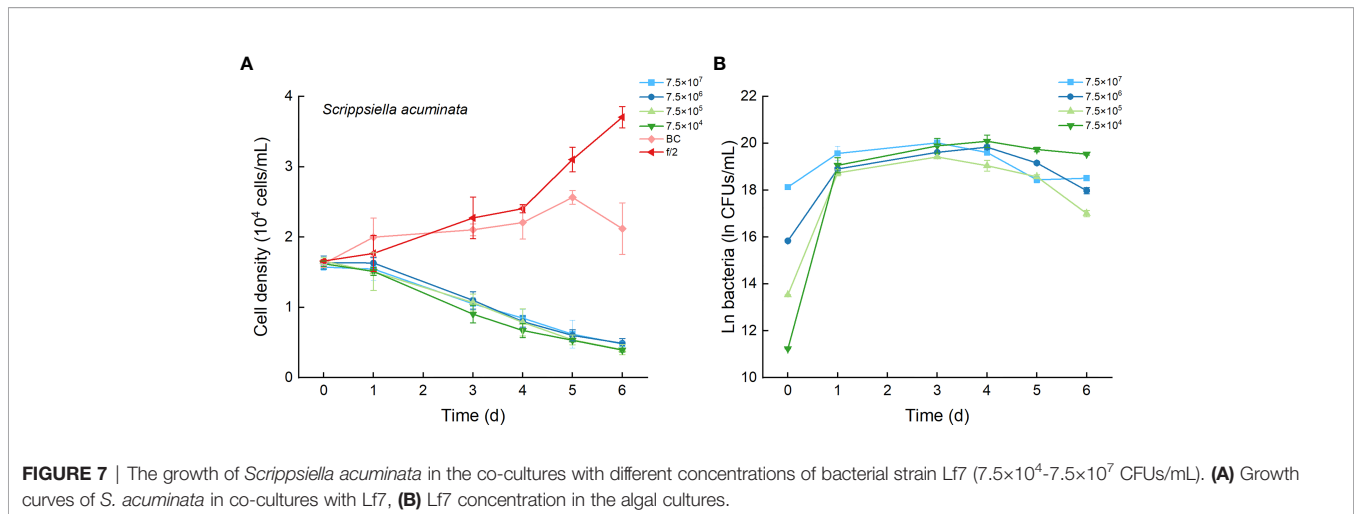 A
Scrippsiella acuminata
7.5×10⁷
7.5×10⁶
7.5×10⁵
7.5×10⁴
BC
f/2
Cell density (10⁴ cells/mL)
4
3
2
1
0
0 1 2 3 4 5 6
Time (d)
B
7.5×10⁷
7.5×10⁶
7.5×10⁵
7.5×10⁴
Ln bacteria (ln CFUs/mL)
22
20
18
16
14
12
10
0 1 2 3 4 5 6
Time (d)
FIGURE 7 | The growth of Scrippsiella acuminata in the co-cultures with different concentrations of bacterial strain Lf7 (7.5×10⁴-7.5×10⁷ CFUs/mL). (A) Growth
curves of S. acuminata in co-cultures with Lf7, (B) Lf7 concentration in the algal cultures.